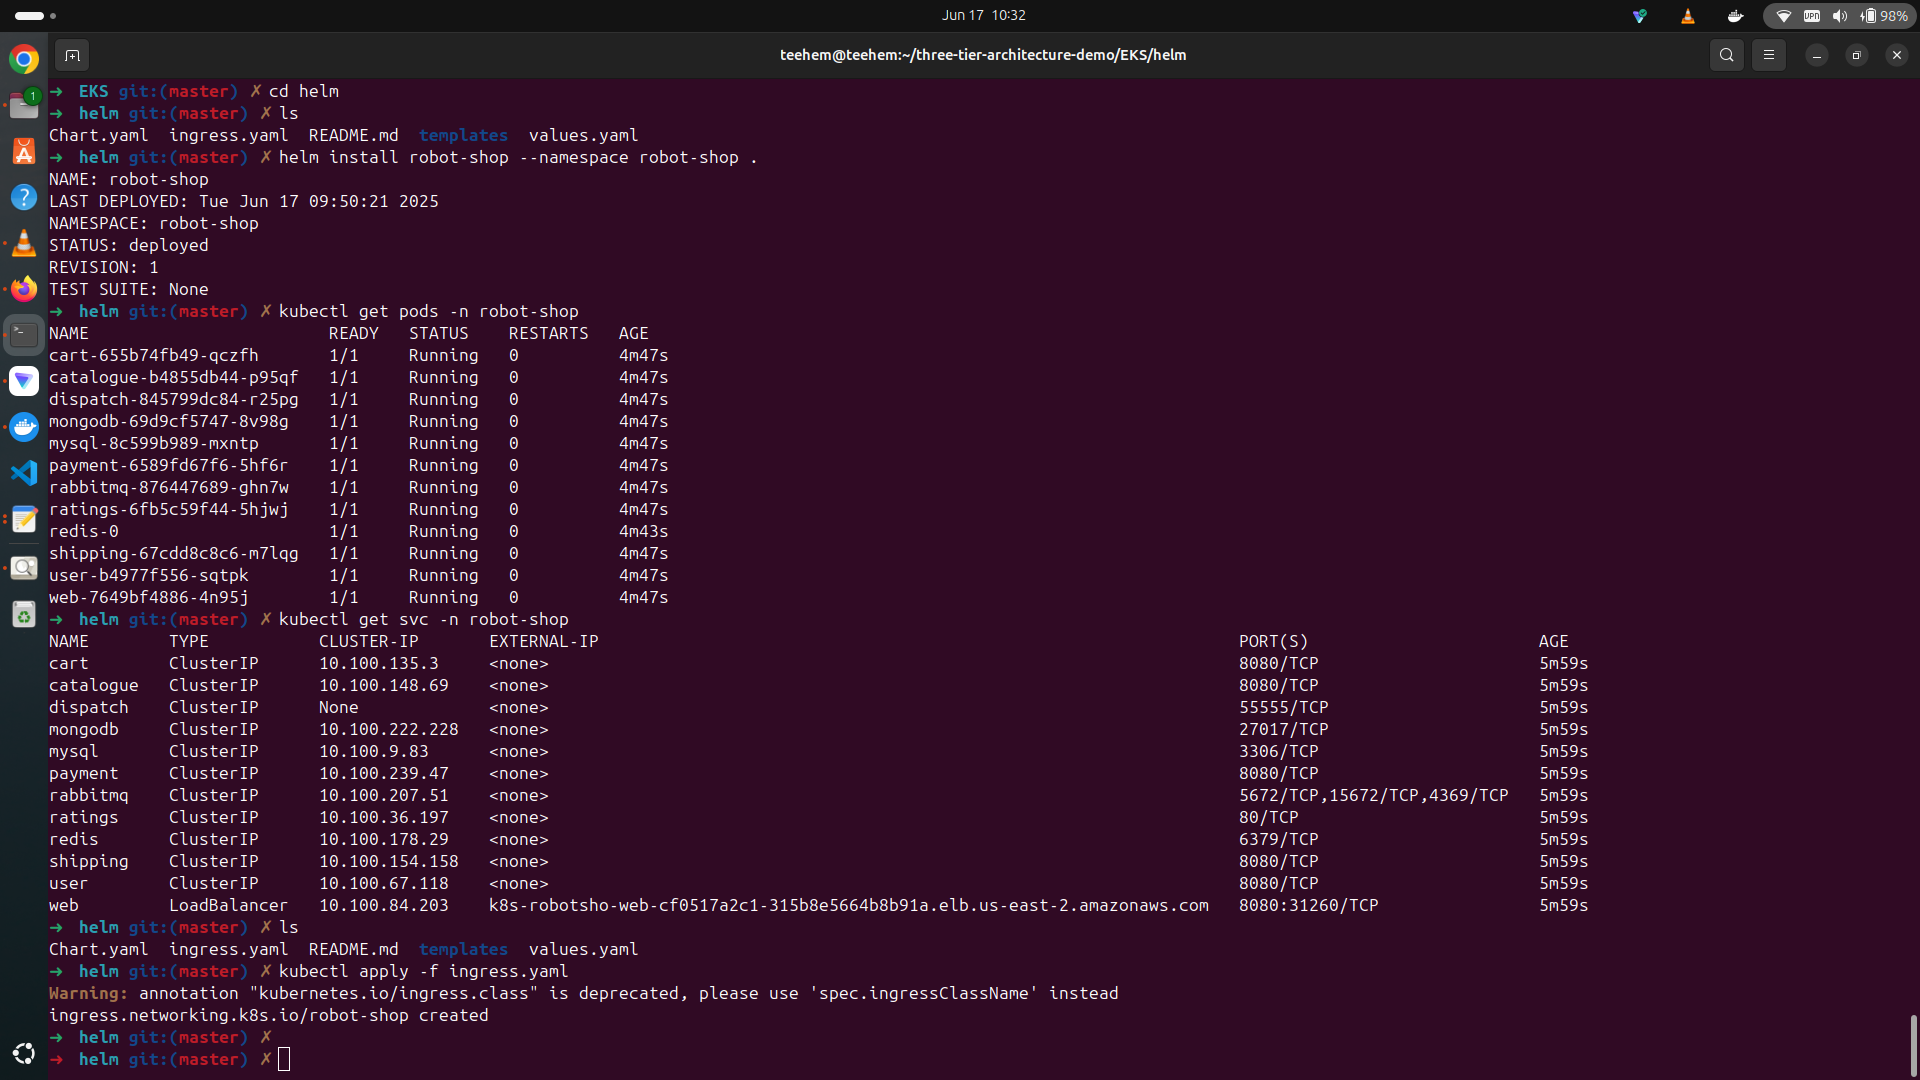 Jun 17  10:32
VPN
98%
teehem@teehem:~/three-tier-architecture-demo/EKS/helm
1
➜  EKS git:(master) ✗ cd helm
➜  helm git:(master) ✗ ls
Chart.yaml  ingress.yaml  README.md  templates  values.yaml
➜  helm git:(master) ✗ helm install robot-shop --namespace robot-shop .
NAME: robot-shop
LAST DEPLOYED: Tue Jun 17 09:50:21 2025
NAMESPACE: robot-shop
STATUS: deployed
REVISION: 1
TEST SUITE: None
➜  helm git:(master) ✗ kubectl get pods -n robot-shop
NAME                        READY   STATUS    RESTARTS   AGE
cart-655b74fb49-qczfh       1/1     Running   0          4m47s
catalogue-b4855db44-p95qf   1/1     Running   0          4m47s
dispatch-845799dc84-r25pg   1/1     Running   0          4m47s
mongodb-69d9cf5747-8v98g    1/1     Running   0          4m47s
mysql-8c599b989-mxntp       1/1     Running   0          4m47s
payment-6589fd67f6-5hf6r    1/1     Running   0          4m47s
rabbitmq-876447689-ghn7w    1/1     Running   0          4m47s
ratings-6fb5c59f44-5hjwj    1/1     Running   0          4m47s
redis-0                     1/1     Running   0          4m43s
shipping-67cdd8c8c6-m7lqg   1/1     Running   0          4m47s
user-b4977f556-sqtpk        1/1     Running   0          4m47s
web-7649bf4886-4n95j        1/1     Running   0          4m47s
➜  helm git:(master) ✗ kubectl get svc -n robot-shop
NAME        TYPE           CLUSTER-IP       EXTERNAL-IP                                                                PORT(S)                       AGE
cart        ClusterIP      10.100.135.3     <none>                                                                     8080/TCP                      5m59s
catalogue   ClusterIP      10.100.148.69    <none>                                                                     8080/TCP                      5m59s
dispatch    ClusterIP      None             <none>                                                                     55555/TCP                     5m59s
mongodb     ClusterIP      10.100.222.228   <none>                                                                     27017/TCP                     5m59s
mysql       ClusterIP      10.100.9.83      <none>                                                                     3306/TCP                      5m59s
payment     ClusterIP      10.100.239.47    <none>                                                                     8080/TCP                      5m59s
rabbitmq    ClusterIP      10.100.207.51    <none>                                                                     5672/TCP,15672/TCP,4369/TCP   5m59s
ratings     ClusterIP      10.100.36.197    <none>                                                                     80/TCP                        5m59s
redis       ClusterIP      10.100.178.29    <none>                                                                     6379/TCP                      5m59s
shipping    ClusterIP      10.100.154.158   <none>                                                                     8080/TCP                      5m59s
user        ClusterIP      10.100.67.118    <none>                                                                     8080/TCP                      5m59s
web         LoadBalancer   10.100.84.203    k8s-robotsho-web-cf0517a2c1-315b8e5664b8b91a.elb.us-east-2.amazonaws.com   8080:31260/TCP                5m59s
➜  helm git:(master) ✗ ls
Chart.yaml  ingress.yaml  README.md  templates  values.yaml
➜  helm git:(master) ✗ kubectl apply -f ingress.yaml
Warning: annotation "kubernetes.io/ingress.class" is deprecated, please use 'spec.ingressClassName' instead
ingress.networking.k8s.io/robot-shop created
➜  helm git:(master) ✗
➜  helm git:(master) ✗